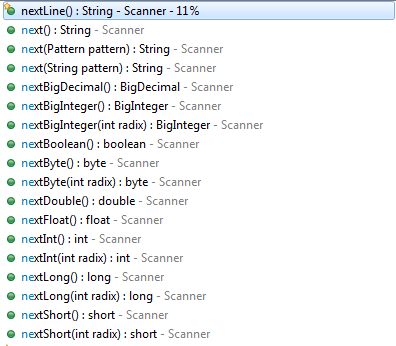 nextLine() : String - Scanner - 11%
next() : String - Scanner
next(Pattern pattern) : String - Scanner
next(String pattern) : String - Scanner
nextBigDecimal() : BigDecimal - Scanner
nextBigInteger() : BigInteger - Scanner
nextBigInteger(int radix) : BigInteger - Scanner
nextBoolean() : boolean - Scanner
nextByte() : byte - Scanner
nextByte(int radix) : byte - Scanner
nextDouble() : double - Scanner
nextFloat() : float - Scanner
nextInt() : int - Scanner
nextInt(int radix) : int - Scanner
nextLong() : long - Scanner
nextLong(int radix) : long - Scanner
nextShort() : short - Scanner
nextShort(int radix) : short - Scanner